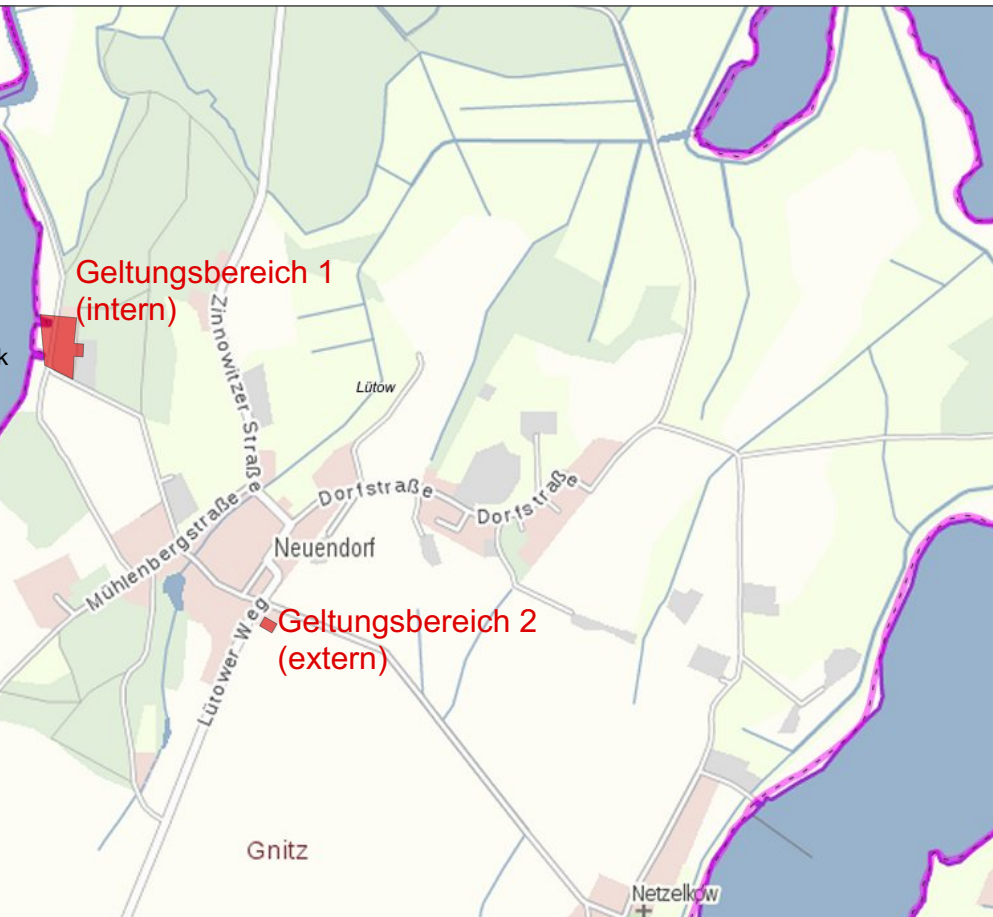 Geltungsbereich 1
(intern)
Zinnowitzer Straße
k
Lütow
Dorfstraße
Dorfstraße
Mühlenbergstraße
Neuendorf
Geltungsbereich 2
(extern)
Lütower Weg
Gnitz
Netzelkow